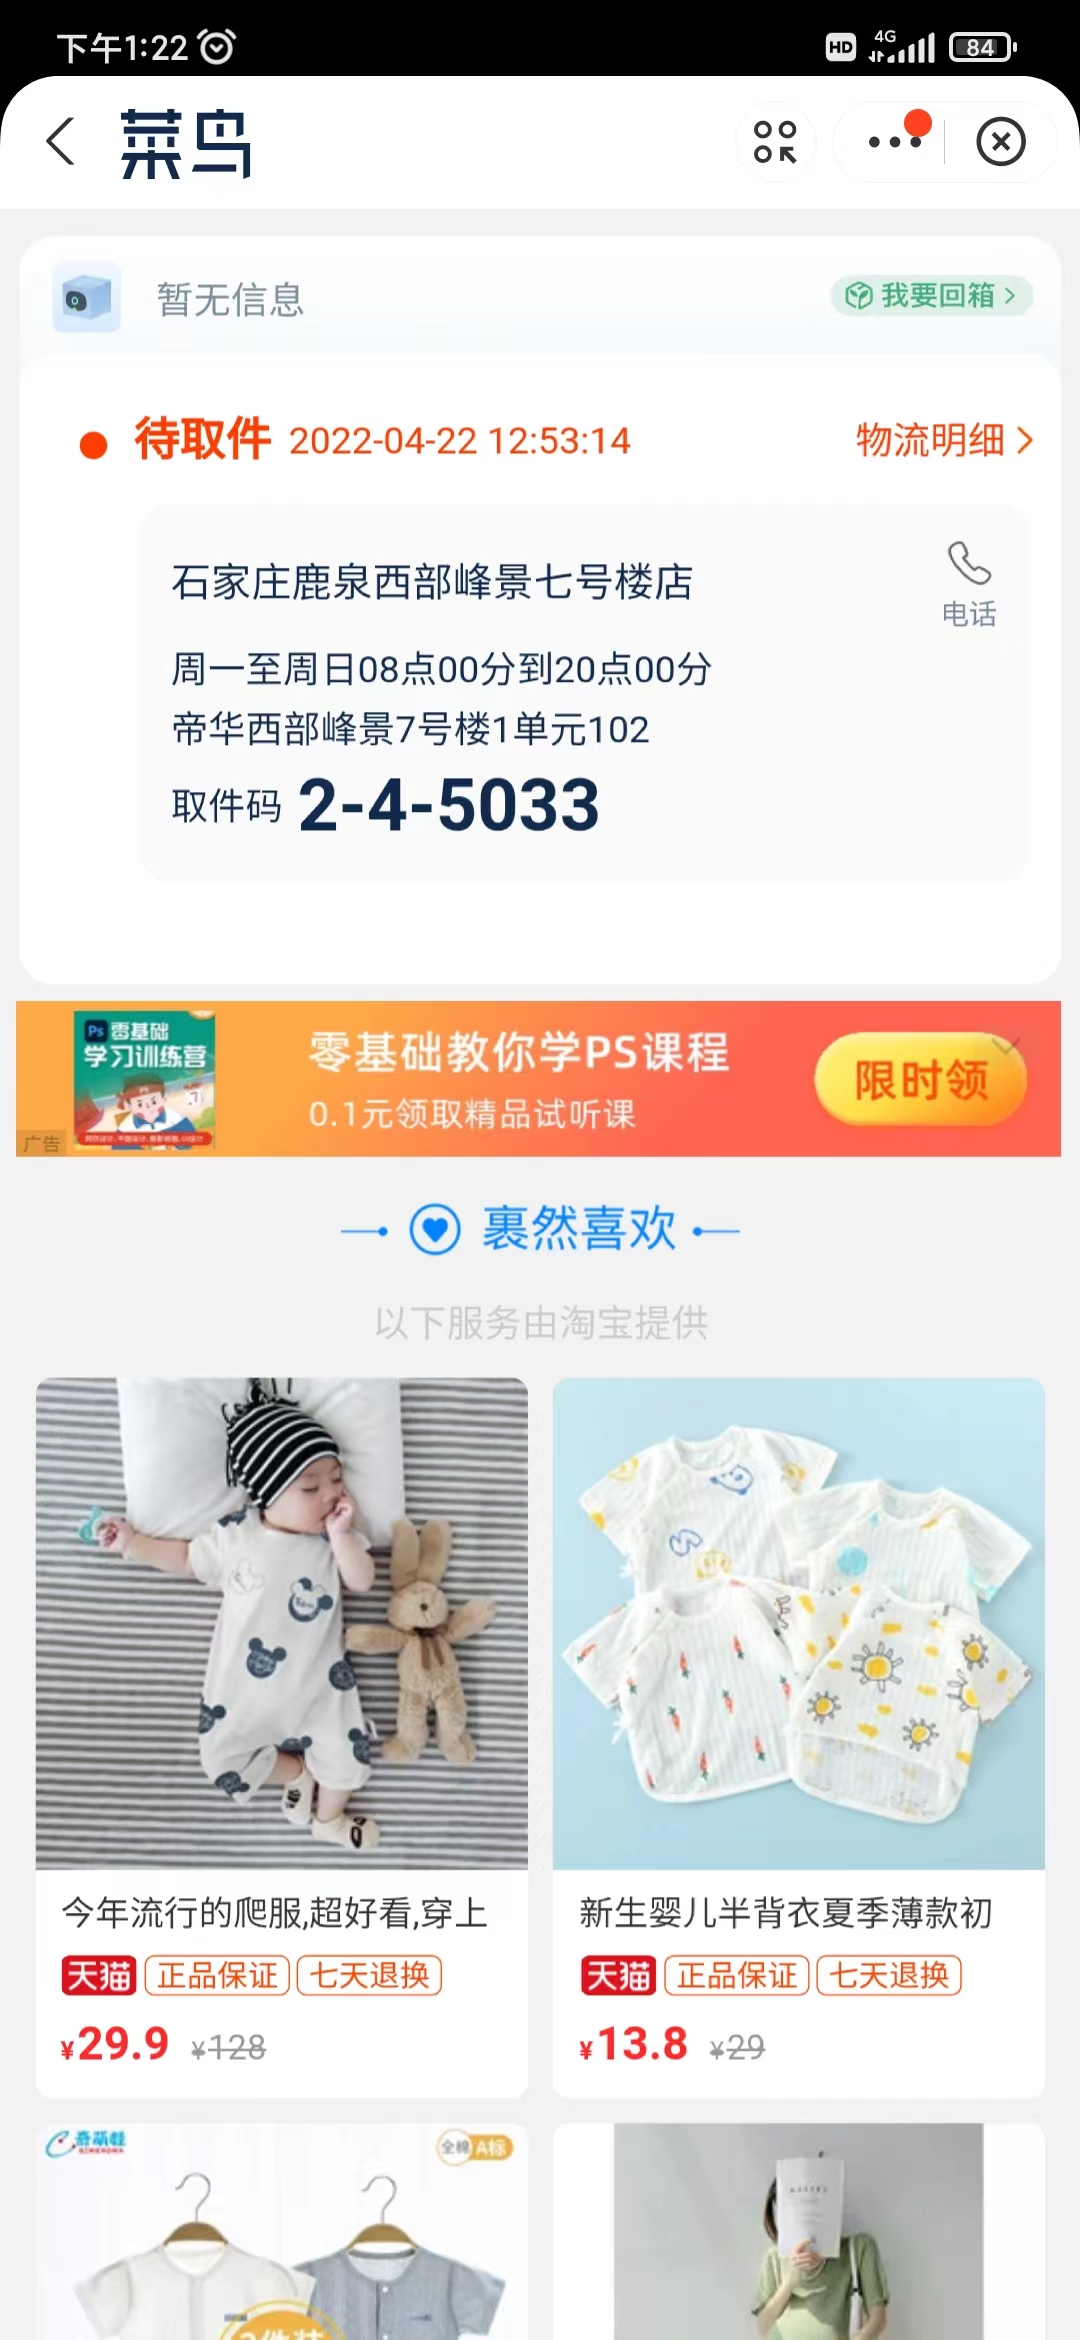 下午1:22
HD 4G 84
菜鸟
暂无信息
我要回箱
待取件 2022-04-22 12:53:14 物流明细
石家庄鹿泉西部峰景七号楼店
电话
周一至周日08点00分到20点00分
帝华西部峰景7号楼1单元102
取件码 2-4-5033
Ps 零基础
学习训练营
零基础教你学PS课程
0.1元领取精品试听课
限时领
广告
裹然喜欢
以下服务由淘宝提供
今年流行的爬服,超好看,穿上
天猫 正品保证 七天退换
¥29.9 ¥128
新生婴儿半背衣夏季薄款初
天猫 正品保证 七天退换
¥13.8 ¥29
奇萌娃
全棉 A标